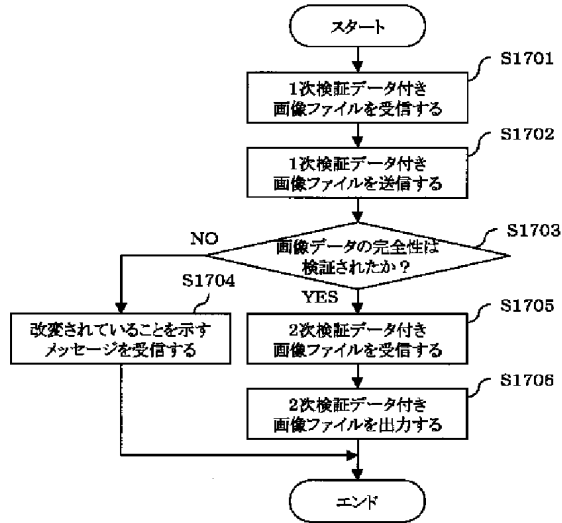 スタート
S1701
1次検証データ付き
画像ファイルを受信する
S1702
1次検証データ付き
画像ファイルを送信する
S1703
画像データの完全性は
検証されたか？
NO
YES
S1704
改変されていることを示す
メッセージを受信する
S1705
2次検証データ付き
画像ファイルを受信する
S1706
2次検証データ付き
画像ファイルを出力する
エンド